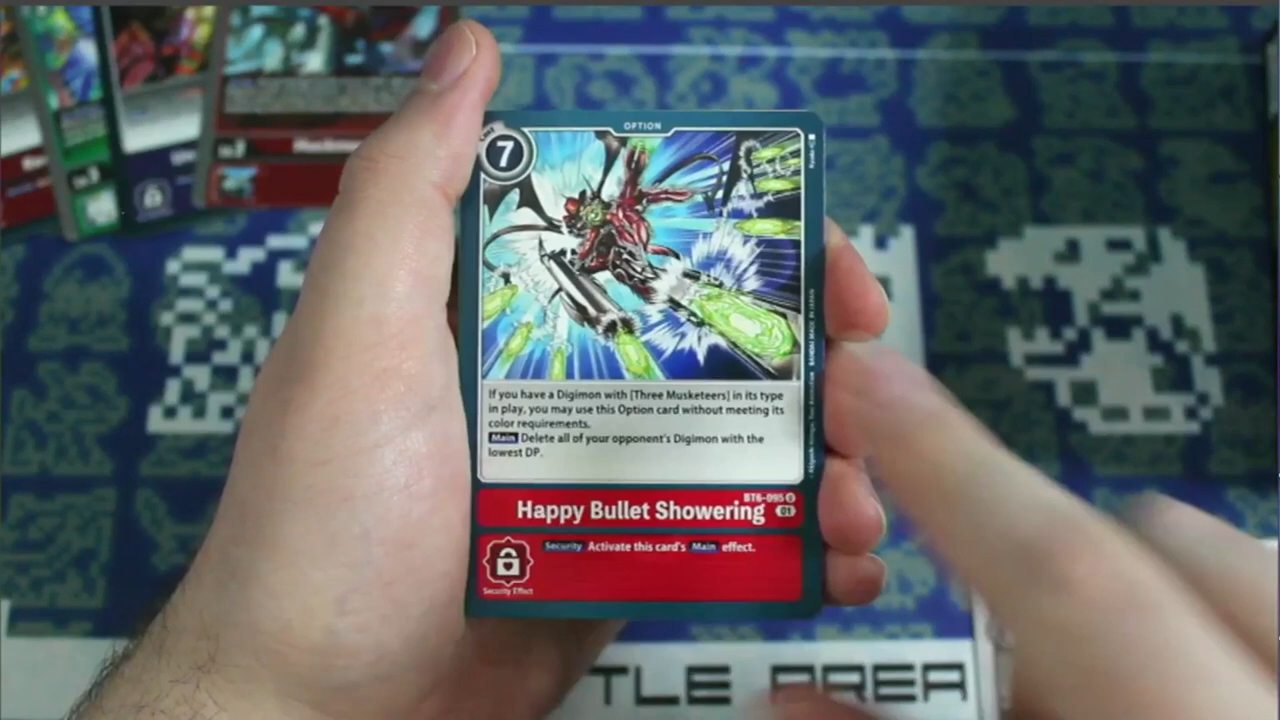 OPTION
7
If you have a Digimon with [Three Musketeers] in its type
in play, you may use this Option card without meeting its
color requirements.
Main Delete all of your opponent's Digimon with the
lowest DP.
BT6-095 U
Happy Bullet Showering 01
Security Activate this card's Main effect.
Security Effect
TLE AREA